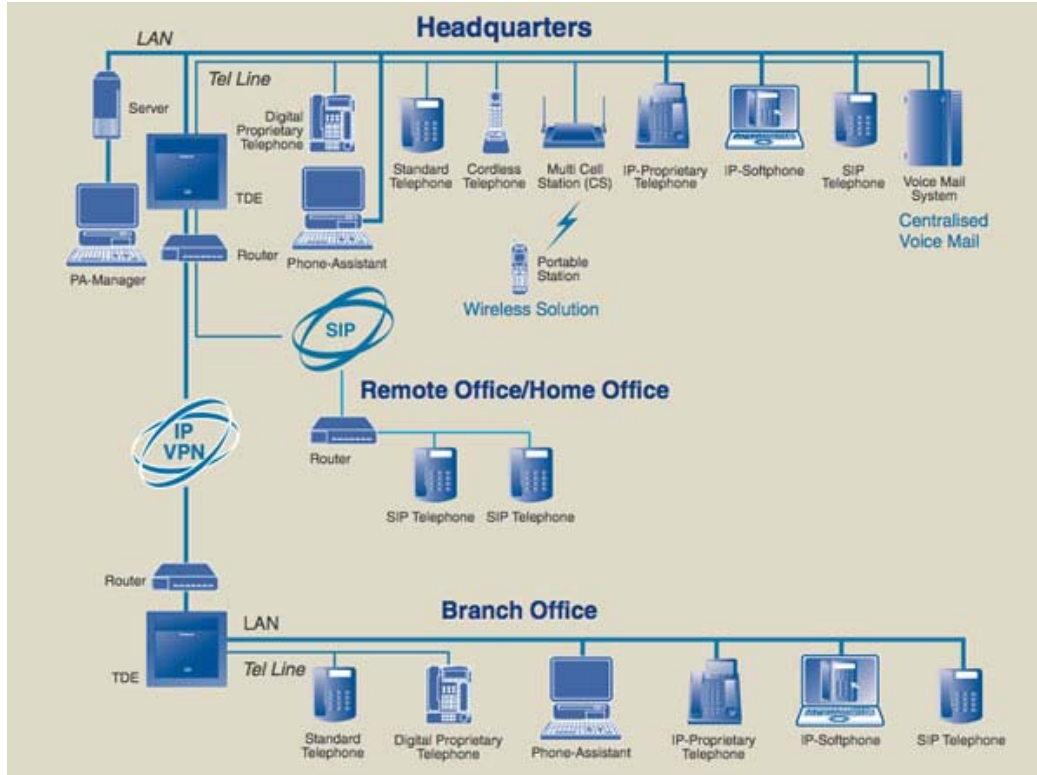 Headquarters
LAN
Tel Line
Server
Digital
Proprietary
Telephone
Standard
Telephone
Cordless
Telephone
Multi Cell
Station (CS)
IP-Proprietary
Telephone
IP-Softphone
SIP
Telephone
Voice Mail
System
Centralised
Voice Mail
TDE
PA-Manager
Router
Phone-Assistant
Portable
Station
Wireless Solution
SIP
Remote Office/Home Office
IP
VPN
Router
SIP Telephone
SIP Telephone
Router
Branch Office
LAN
Tel Line
TDE
Standard
Telephone
Digital Proprietary
Telephone
Phone-Assistant
IP-Proprietary
Telephone
IP-Softphone
SIP Telephone